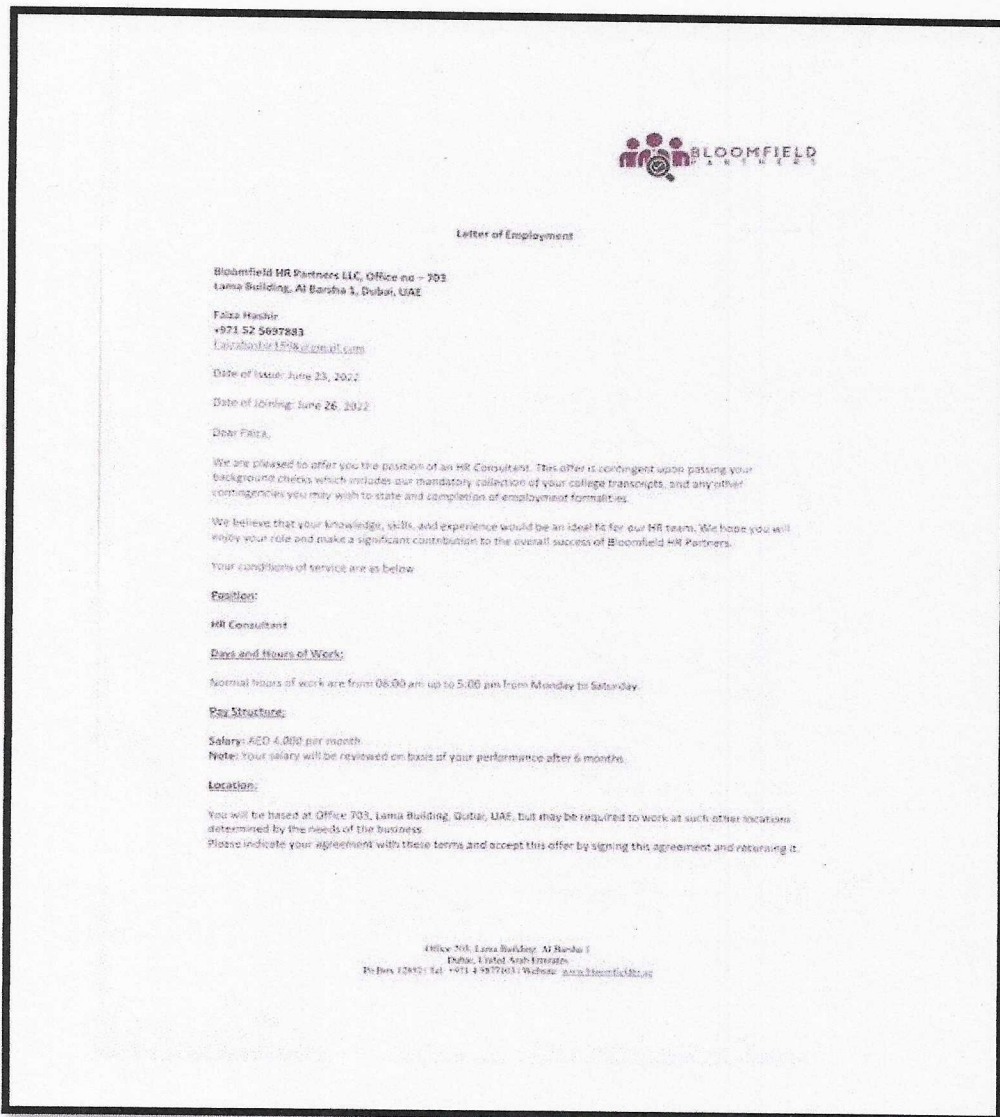 BLOOMFIELD
PARTNERS
Letter of Employment
Bloomfield HR Partners LLC, Office no – 703
Lama Building, Al Barsha 1, Dubai, UAE
Faiza Hashir
+971 52 5697883
Date of Issue: June 23, 2022
Date of Joining: June 26, 2022
Dear Faiza,
We are pleased to offer you the position of an HR Consultant. This offer is contingent upon passing your
background checks which includes our mandatory collection of your college transcripts, and any other
contingencies you may wish to state and completion of employment formalities.
We believe that your knowledge, skills, and experience would be an ideal fit for our HR team. We hope you will
enjoy your role and make a significant contribution to the overall success of Bloomfield HR Partners.
Your conditions of service are as below
Position:
HR Consultant
Days and Hours of Work:
Normal hours of work are from 08:00 am up to 5:00 pm from Monday to Saturday
Pay Structure:
Salary: AED 4,000 per month
Note: Your salary will be reviewed on basis of your performance after 6 months.
Location:
You will be based at Office 703, Lama Building, Dubai, UAE, but may be required to work at such other locations
determined by the needs of the business
Please indicate your agreement with these terms and accept this offer by signing this agreement and returning it.
Office 703, Lama Building, Al Barsha 1
Dubai, United Arab Emirates
Po Box Tel: +971 4 Website: